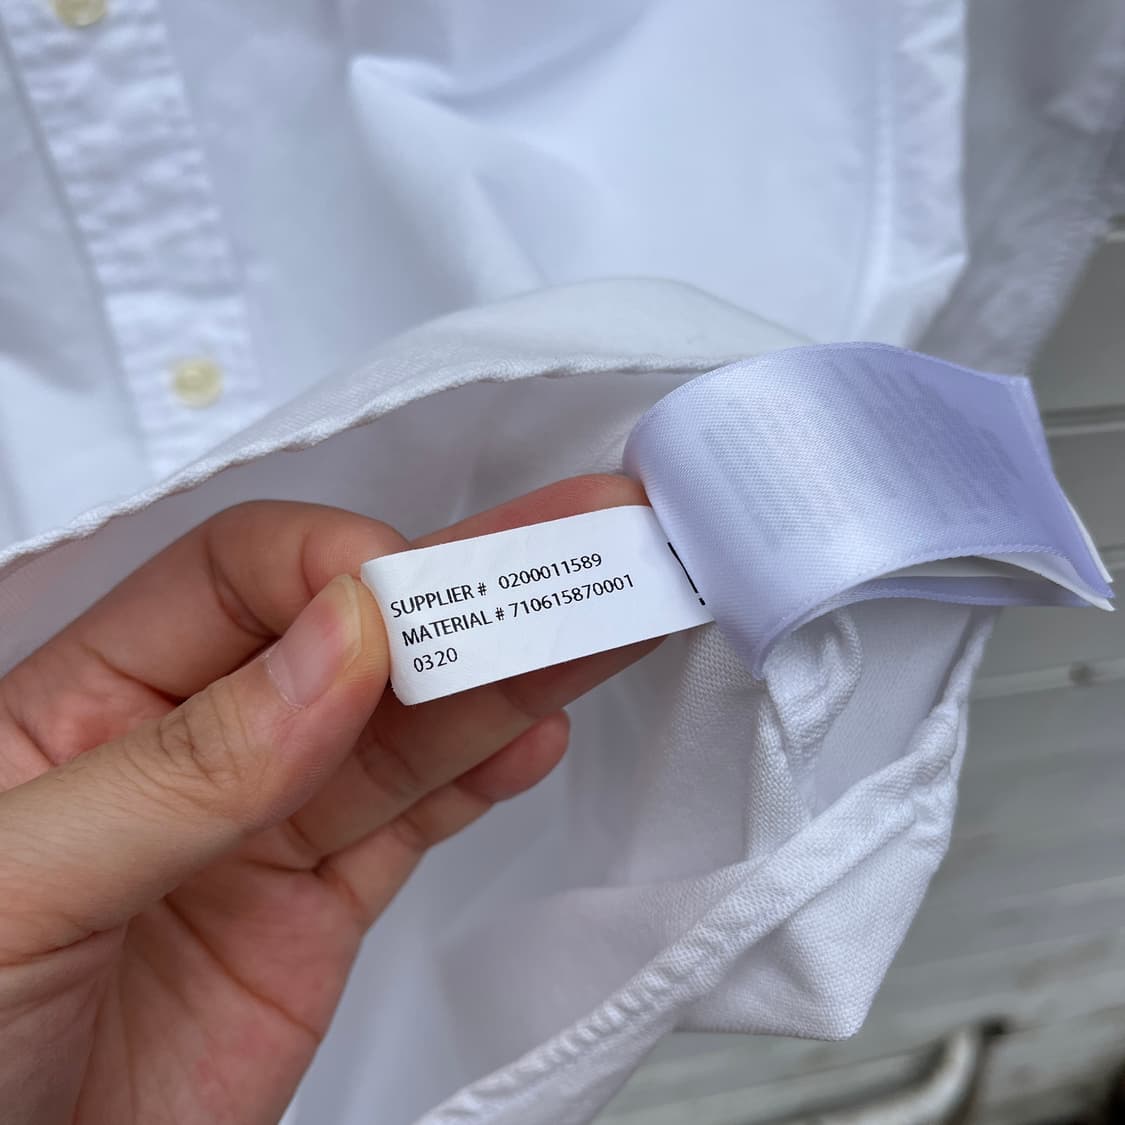 SUPPLIER # 0200011589
MATERIAL # 710615870001
0320